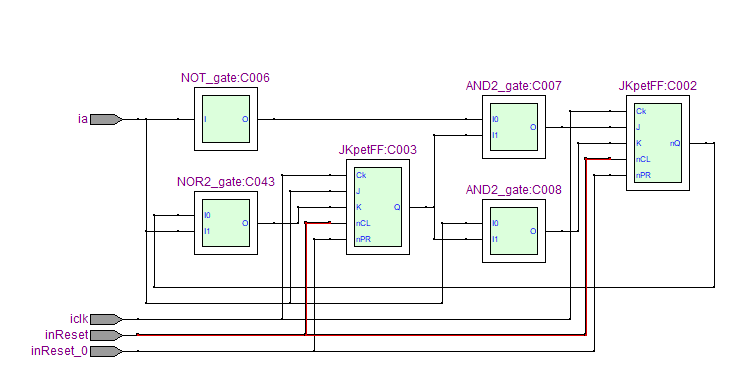 NOT_gate:C006
I
O
ia
AND2_gate:C007
I0
I1
O
JKpetFF:C002
Ck
J
K
nCL
nPR
nQ
JKpetFF:C003
Ck
J
K
nCL
nPR
Q
NOR2_gate:C043
I0
I1
O
AND2_gate:C008
I0
I1
O
iclk
inReset
inReset_0